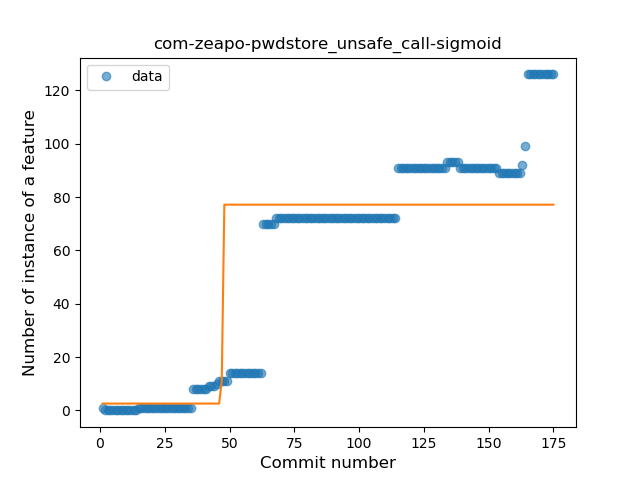 com-zeapo-pwdstore_unsafe_call-sigmoid
data
Number of instance of a feature
120
100
80
60
40
20
0
0 25 50 75 100 125 150 175
Commit number